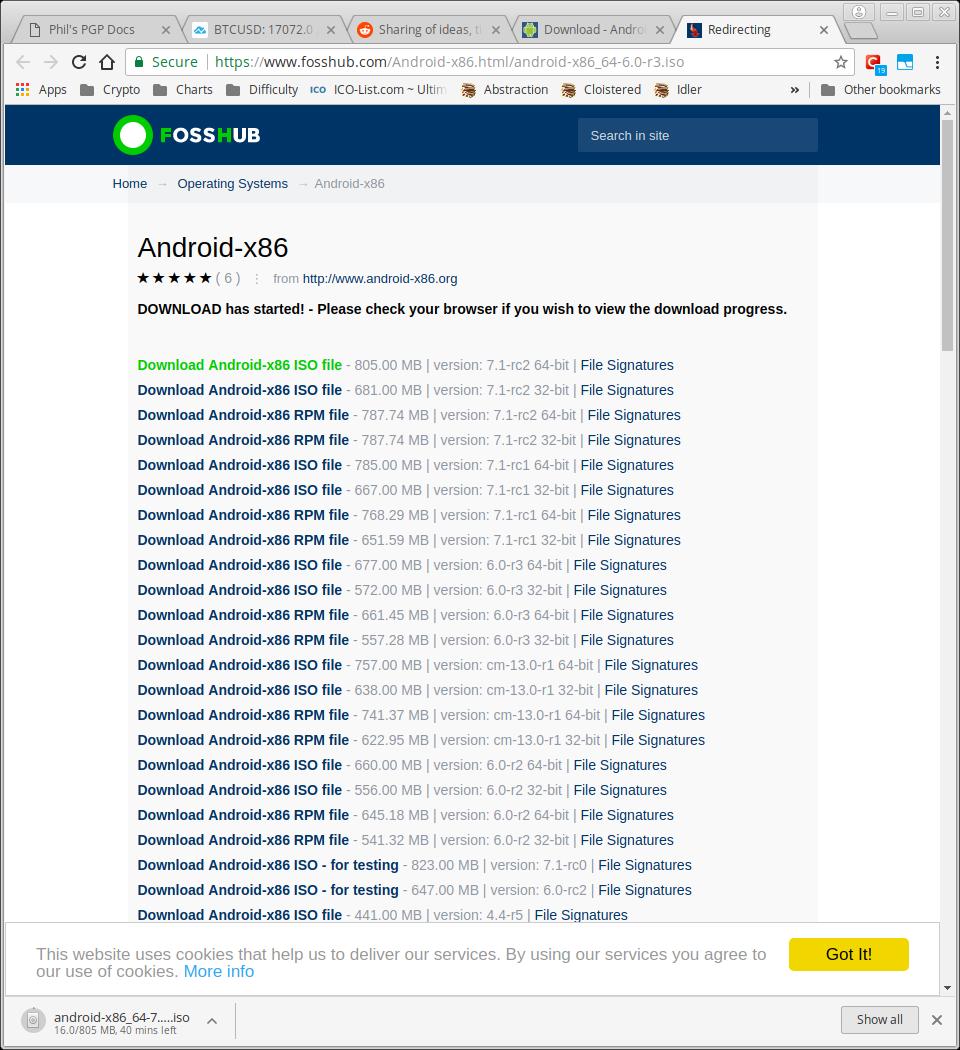 Phil's PGP Docs
BTCUSD: 17072.0
Sharing of ideas,
Download - Andro
Redirecting
Secure | https://www.fosshub.com/Android-x86.html/android-x86_64-6.0-r3.iso
19
Apps Crypto Charts Difficulty ICO ICO-List.com ~ Ultim Abstraction Cloistered Idler » Other bookmarks
FOSSHUB
Search in site
Home → Operating Systems → Android-x86
Android-x86
★★★★★ ( 6 ) ⋮ from http://www.android-x86.org
DOWNLOAD has started! - Please check your browser if you wish to view the download progress.
Download Android-x86 ISO file - 805.00 MB | version: 7.1-rc2 64-bit | File Signatures
Download Android-x86 ISO file - 681.00 MB | version: 7.1-rc2 32-bit | File Signatures
Download Android-x86 RPM file - 787.74 MB | version: 7.1-rc2 64-bit | File Signatures
Download Android-x86 RPM file - 787.74 MB | version: 7.1-rc2 32-bit | File Signatures
Download Android-x86 ISO file - 785.00 MB | version: 7.1-rc1 64-bit | File Signatures
Download Android-x86 ISO file - 667.00 MB | version: 7.1-rc1 32-bit | File Signatures
Download Android-x86 RPM file - 768.29 MB | version: 7.1-rc1 64-bit | File Signatures
Download Android-x86 RPM file - 651.59 MB | version: 7.1-rc1 32-bit | File Signatures
Download Android-x86 ISO file - 677.00 MB | version: 6.0-r3 64-bit | File Signatures
Download Android-x86 ISO file - 572.00 MB | version: 6.0-r3 32-bit | File Signatures
Download Android-x86 RPM file - 661.45 MB | version: 6.0-r3 64-bit | File Signatures
Download Android-x86 RPM file - 557.28 MB | version: 6.0-r3 32-bit | File Signatures
Download Android-x86 ISO file - 757.00 MB | version: cm-13.0-r1 64-bit | File Signatures
Download Android-x86 ISO file - 638.00 MB | version: cm-13.0-r1 32-bit | File Signatures
Download Android-x86 RPM file - 741.37 MB | version: cm-13.0-r1 64-bit | File Signatures
Download Android-x86 RPM file - 622.95 MB | version: cm-13.0-r1 32-bit | File Signatures
Download Android-x86 ISO file - 660.00 MB | version: 6.0-r2 64-bit | File Signatures
Download Android-x86 ISO file - 556.00 MB | version: 6.0-r2 32-bit | File Signatures
Download Android-x86 RPM file - 645.18 MB | version: 6.0-r2 64-bit | File Signatures
Download Android-x86 RPM file - 541.32 MB | version: 6.0-r2 32-bit | File Signatures
Download Android-x86 ISO - for testing - 823.00 MB | version: 7.1-rc0 | File Signatures
Download Android-x86 ISO - for testing - 647.00 MB | version: 6.0-rc2 | File Signatures
Download Android-x86 ISO file - 441.00 MB | version: 4.4-r5 | File Signatures
This website uses cookies that help us to deliver our services. By using our services you agree to
our use of cookies. More info
Got It!
android-x86_64-7.....iso
16.0/805 MB, 40 mins left
Show all